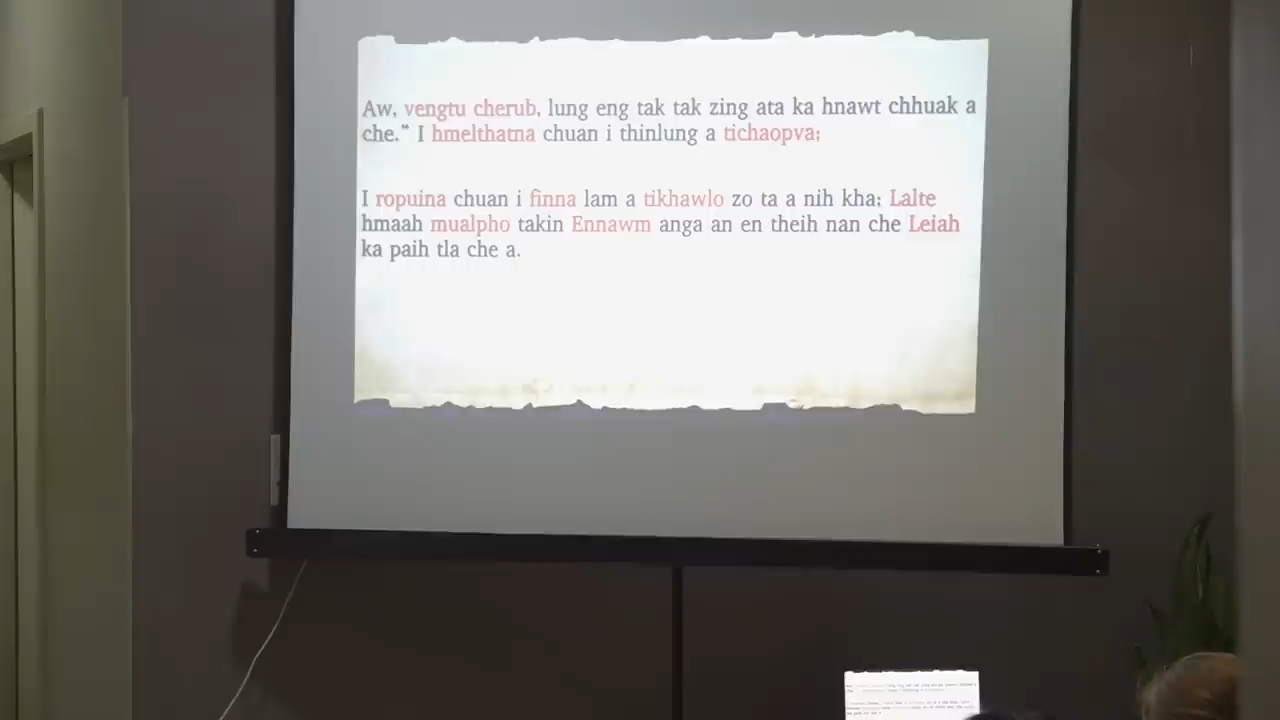 Aw, vengtu cherub, lung eng tak tak zing ata ka hnawt chhuak a
che.” I hmelthatna chuan i thinlung a tichaopva;
I ropuina chuan i finna lam a tikhawlo zo ta a nih kha; Lalte
hmaah mualpho takin Ennawm anga an en theih nan che Leiah
ka paih tla che a.